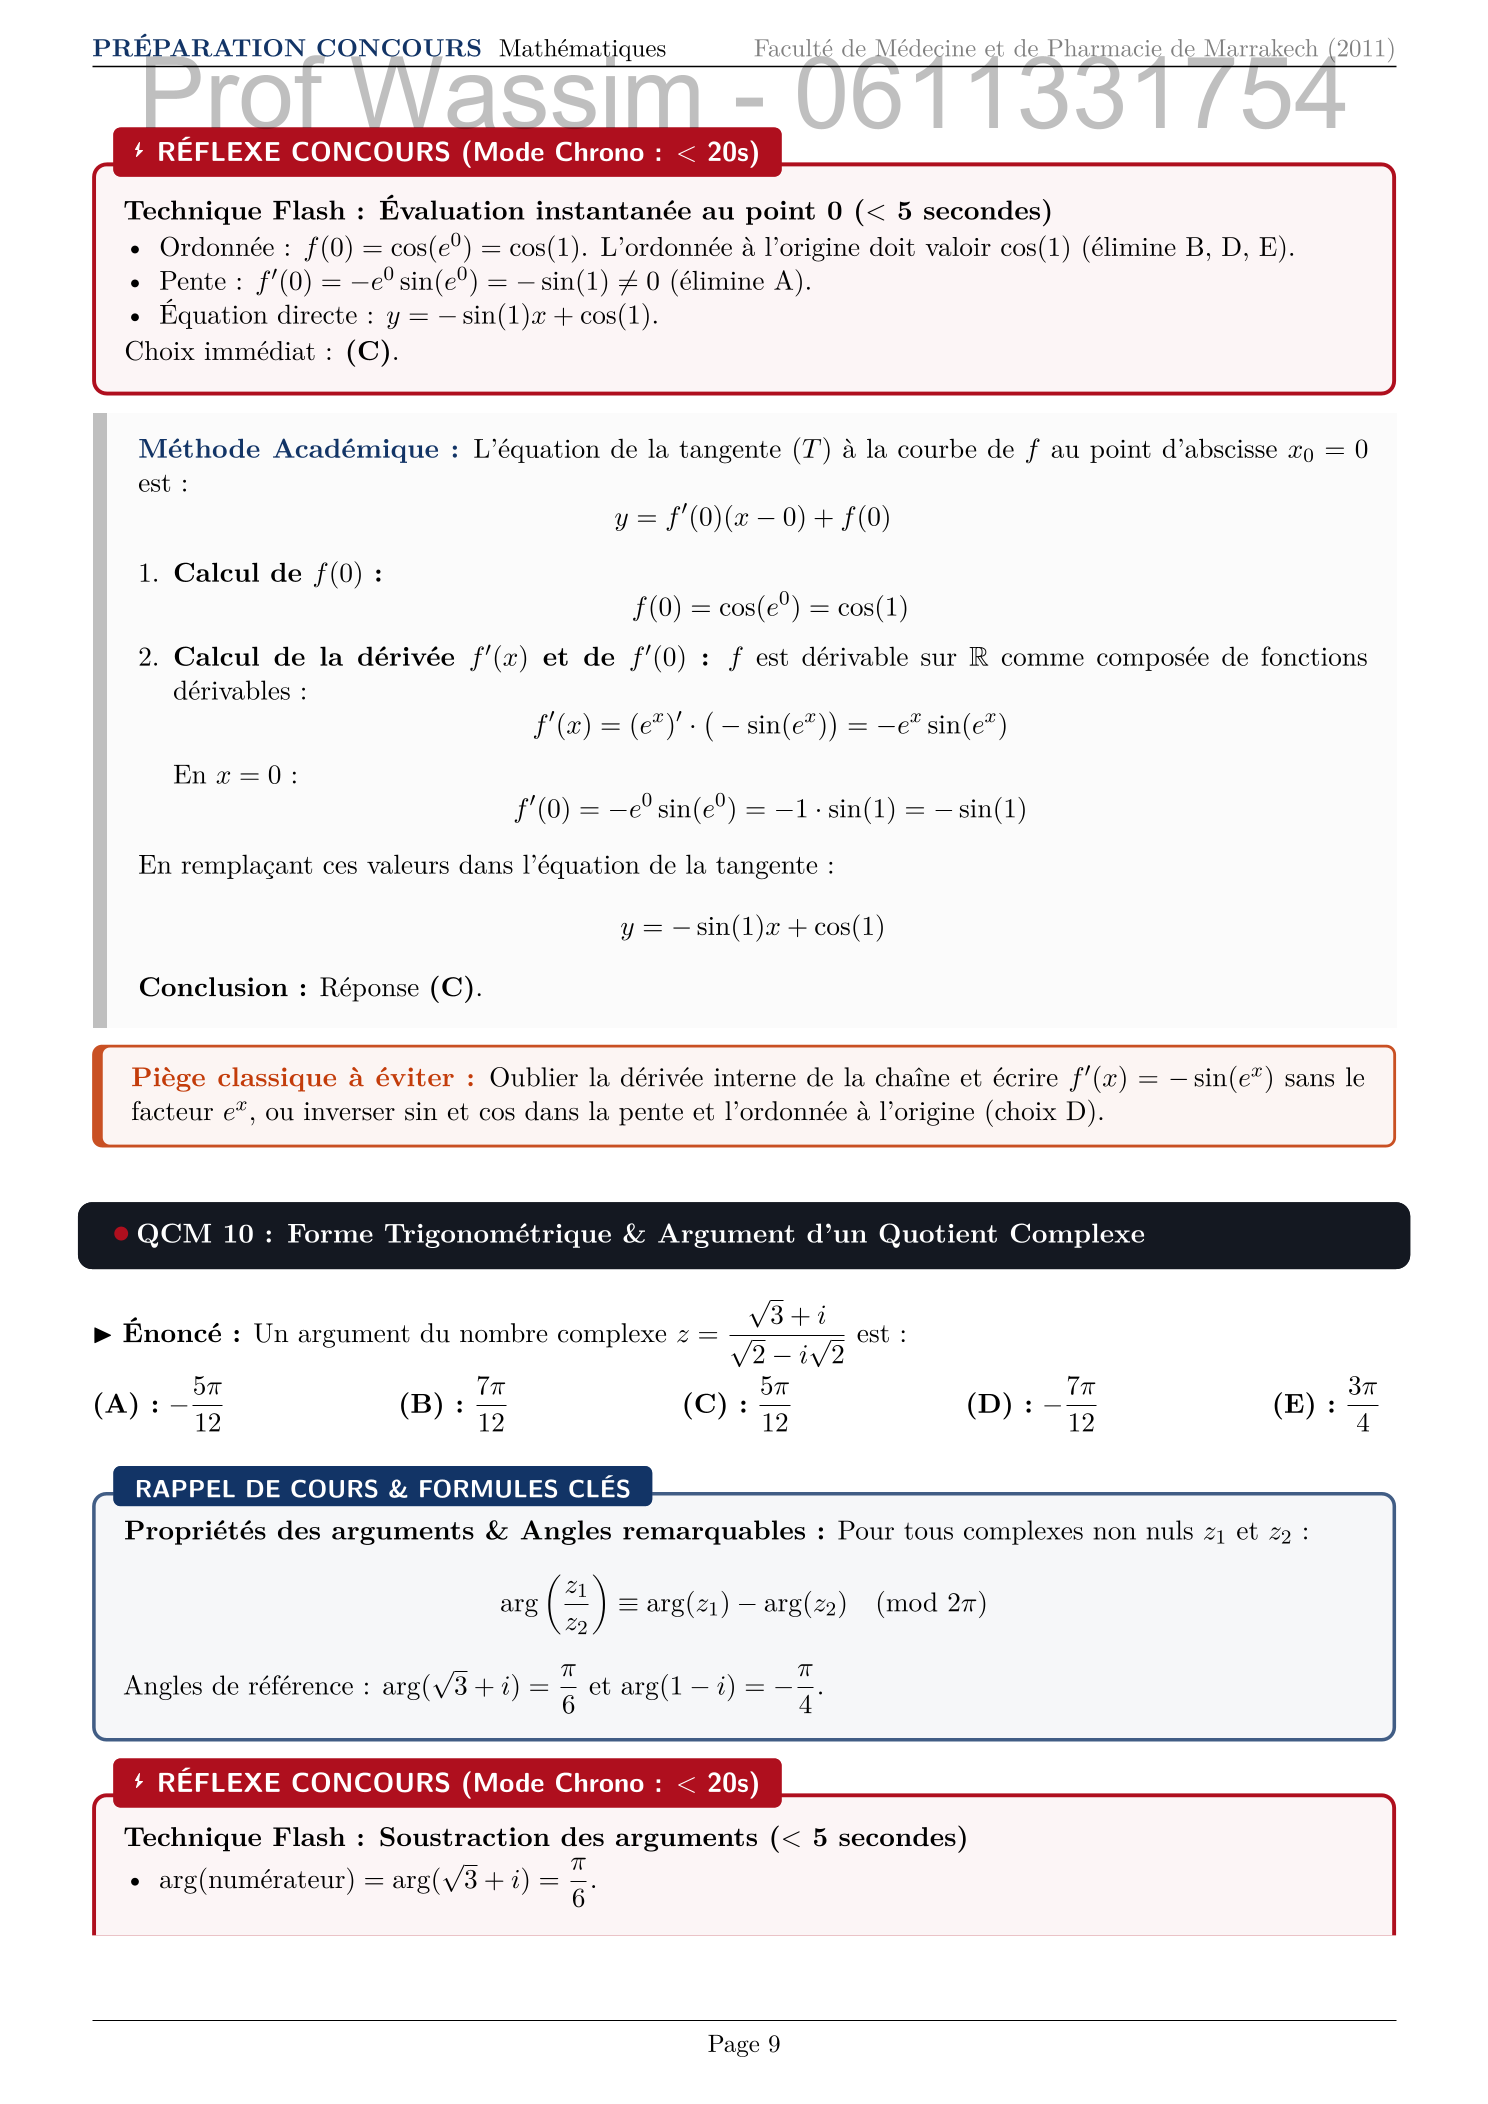 PRÉPARATION CONCOURS Mathématiques Faculté de Médecine et de Pharmacie de Marrakech (2011)
Prof Wassim - 0611331754
RÉFLEXE CONCOURS (Mode Chrono : < 20s)
Technique Flash : Évaluation instantanée au point 0 (< 5 secondes)
• Ordonnée : f(0) = cos(e^0) = cos(1). L'ordonnée à l'origine doit valoir cos(1) (élimine B, D, E).
• Pente : f′(0) = −e^0 sin(e^0) = − sin(1) ≠ 0 (élimine A).
• Équation directe : y = − sin(1)x + cos(1).
Choix immédiat : (C).
Méthode Académique : L'équation de la tangente (T) à la courbe de f au point d'abscisse x_0 = 0
est :
y = f′(0)(x − 0) + f(0)
1. Calcul de f(0) :
f(0) = cos(e^0) = cos(1)
2. Calcul de la dérivée f′(x) et de f′(0) : f est dérivable sur ℝ comme composée de fonctions
dérivables :
f′(x) = (e^x)′ · ( − sin(e^x)) = −e^x sin(e^x)
En x = 0 :
f′(0) = −e^0 sin(e^0) = −1 · sin(1) = − sin(1)
En remplaçant ces valeurs dans l'équation de la tangente :
y = − sin(1)x + cos(1)
Conclusion : Réponse (C).
Piège classique à éviter : Oublier la dérivée interne de la chaîne et écrire f′(x) = − sin(e^x) sans le
facteur e^x, ou inverser sin et cos dans la pente et l'ordonnée à l'origine (choix D).
• QCM 10 : Forme Trigonométrique & Argument d'un Quotient Complexe
▶ Énoncé : Un argument du nombre complexe z = (√3 + i)/(√2 − i√2) est :
(A) : −5π/12 (B) : 7π/12 (C) : 5π/12 (D) : −7π/12 (E) : 3π/4
RAPPEL DE COURS & FORMULES CLÉS
Propriétés des arguments & Angles remarquables : Pour tous complexes non nuls z_1 et z_2 :
arg(z_1/z_2) ≡ arg(z_1) − arg(z_2) (mod 2π)
Angles de référence : arg(√3 + i) = π/6 et arg(1 − i) = −π/4.
RÉFLEXE CONCOURS (Mode Chrono : < 20s)
Technique Flash : Soustraction des arguments (< 5 secondes)
• arg(numérateur) = arg(√3 + i) = π/6.
Page 9